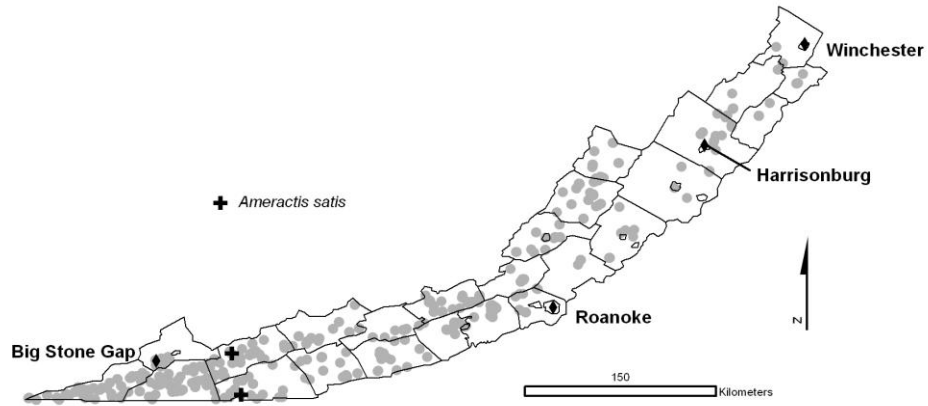 Winchester
Harrisonburg
Ameractis satis
Roanoke
N
Big Stone Gap
150
Kilometers